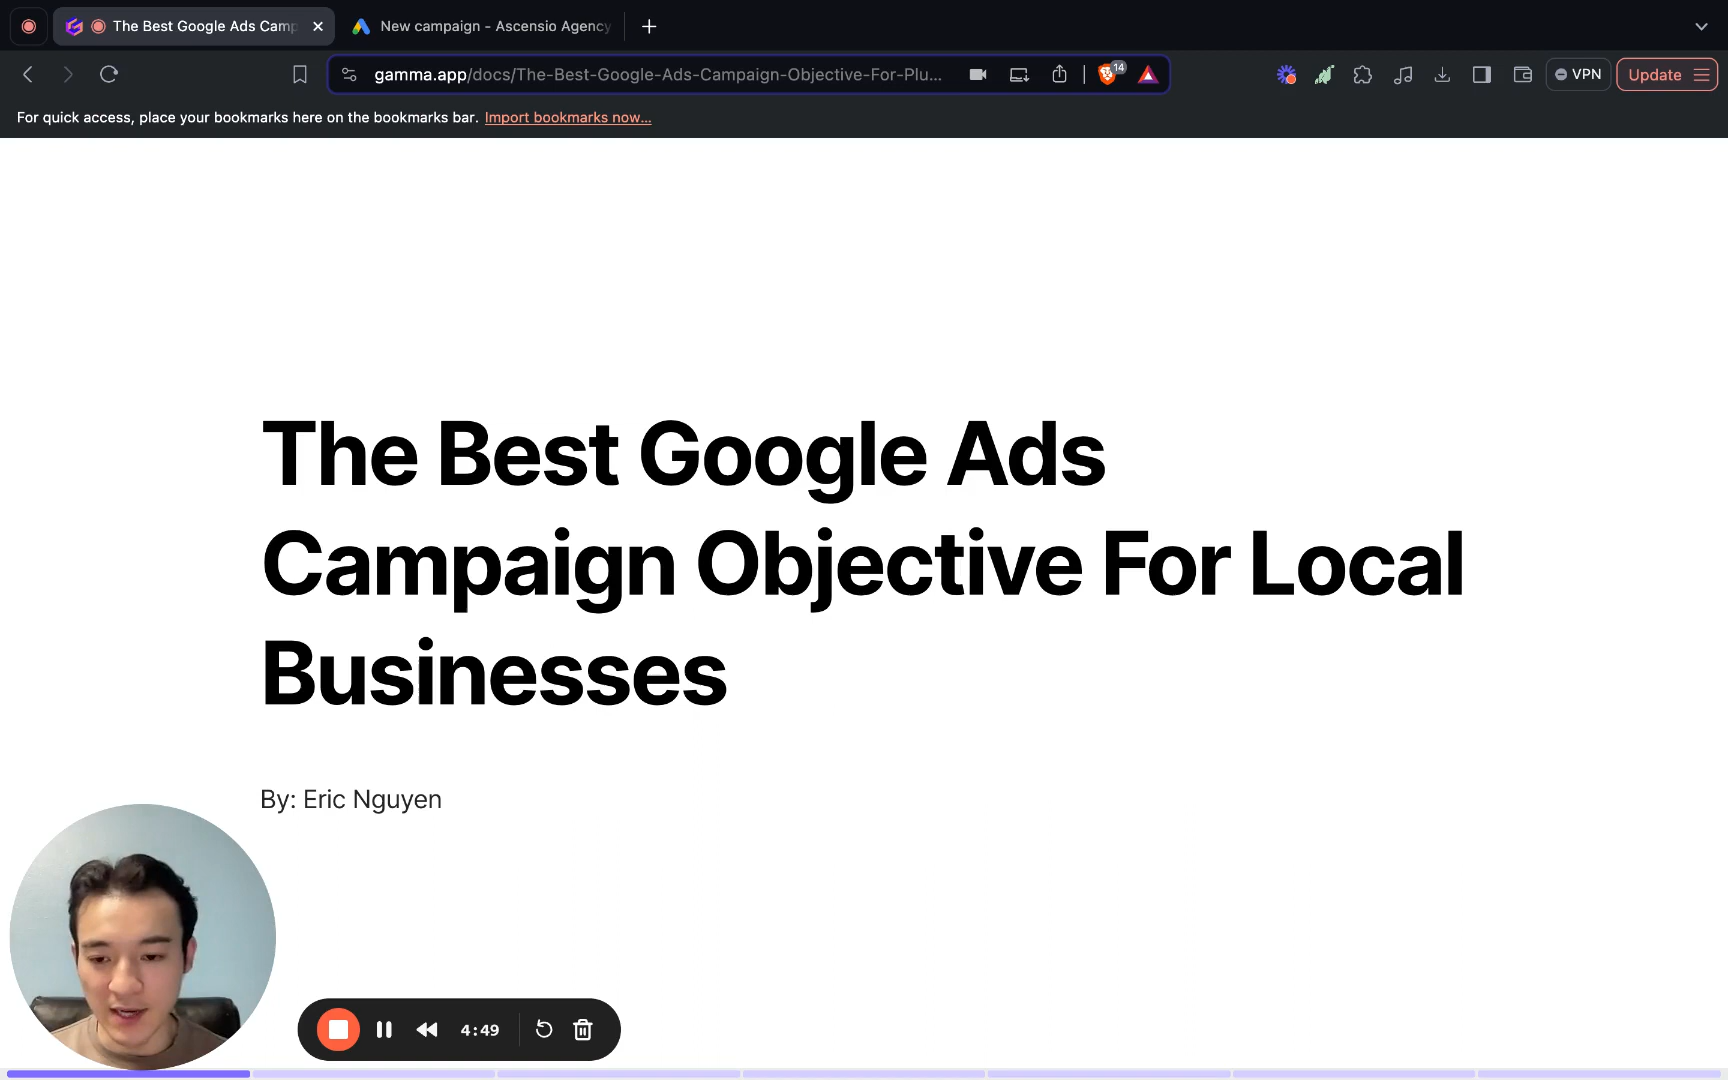 The Best Google Ads Camp
New campaign - Ascensio Agency
gamma.app/docs/The-Best-Google-Ads-Campaign-Objective-For-Plu...
14
VPN
Update
For quick access, place your bookmarks here on the bookmarks bar. Import bookmarks now...
The Best Google Ads
Campaign Objective For Local
Businesses
By: Eric Nguyen
4:49